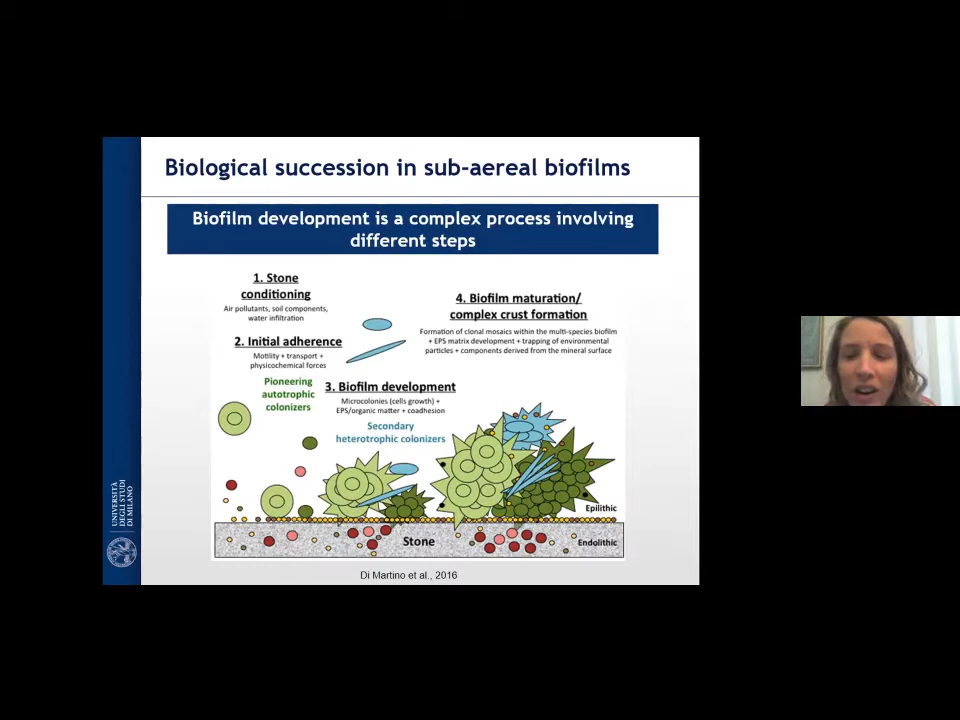 Biological succession in sub-aereal biofilms
Biofilm development is a complex process involving
different steps
1. Stone
conditioning
Air pollutants, soil components,
water infiltration
2. Initial adherence
Motility + transport +
physicochemical forces
Pioneering
autotrophic
colonizers
3. Biofilm development
Microcolonies (cells growth) +
EPS/organic matter + coadhesion
Secondary
heterotrophic colonizers
4. Biofilm maturation/
complex crust formation
Formation of clonal mosaics within the multi-species biofilm
+ EPS matrix development + trapping of environmental
particles + components derived from the mineral surface
Epilithic
Stone
Endolithic
Di Martino et al., 2016
UNIVERSITÀ
DEGLI STUDI
DI MILANO